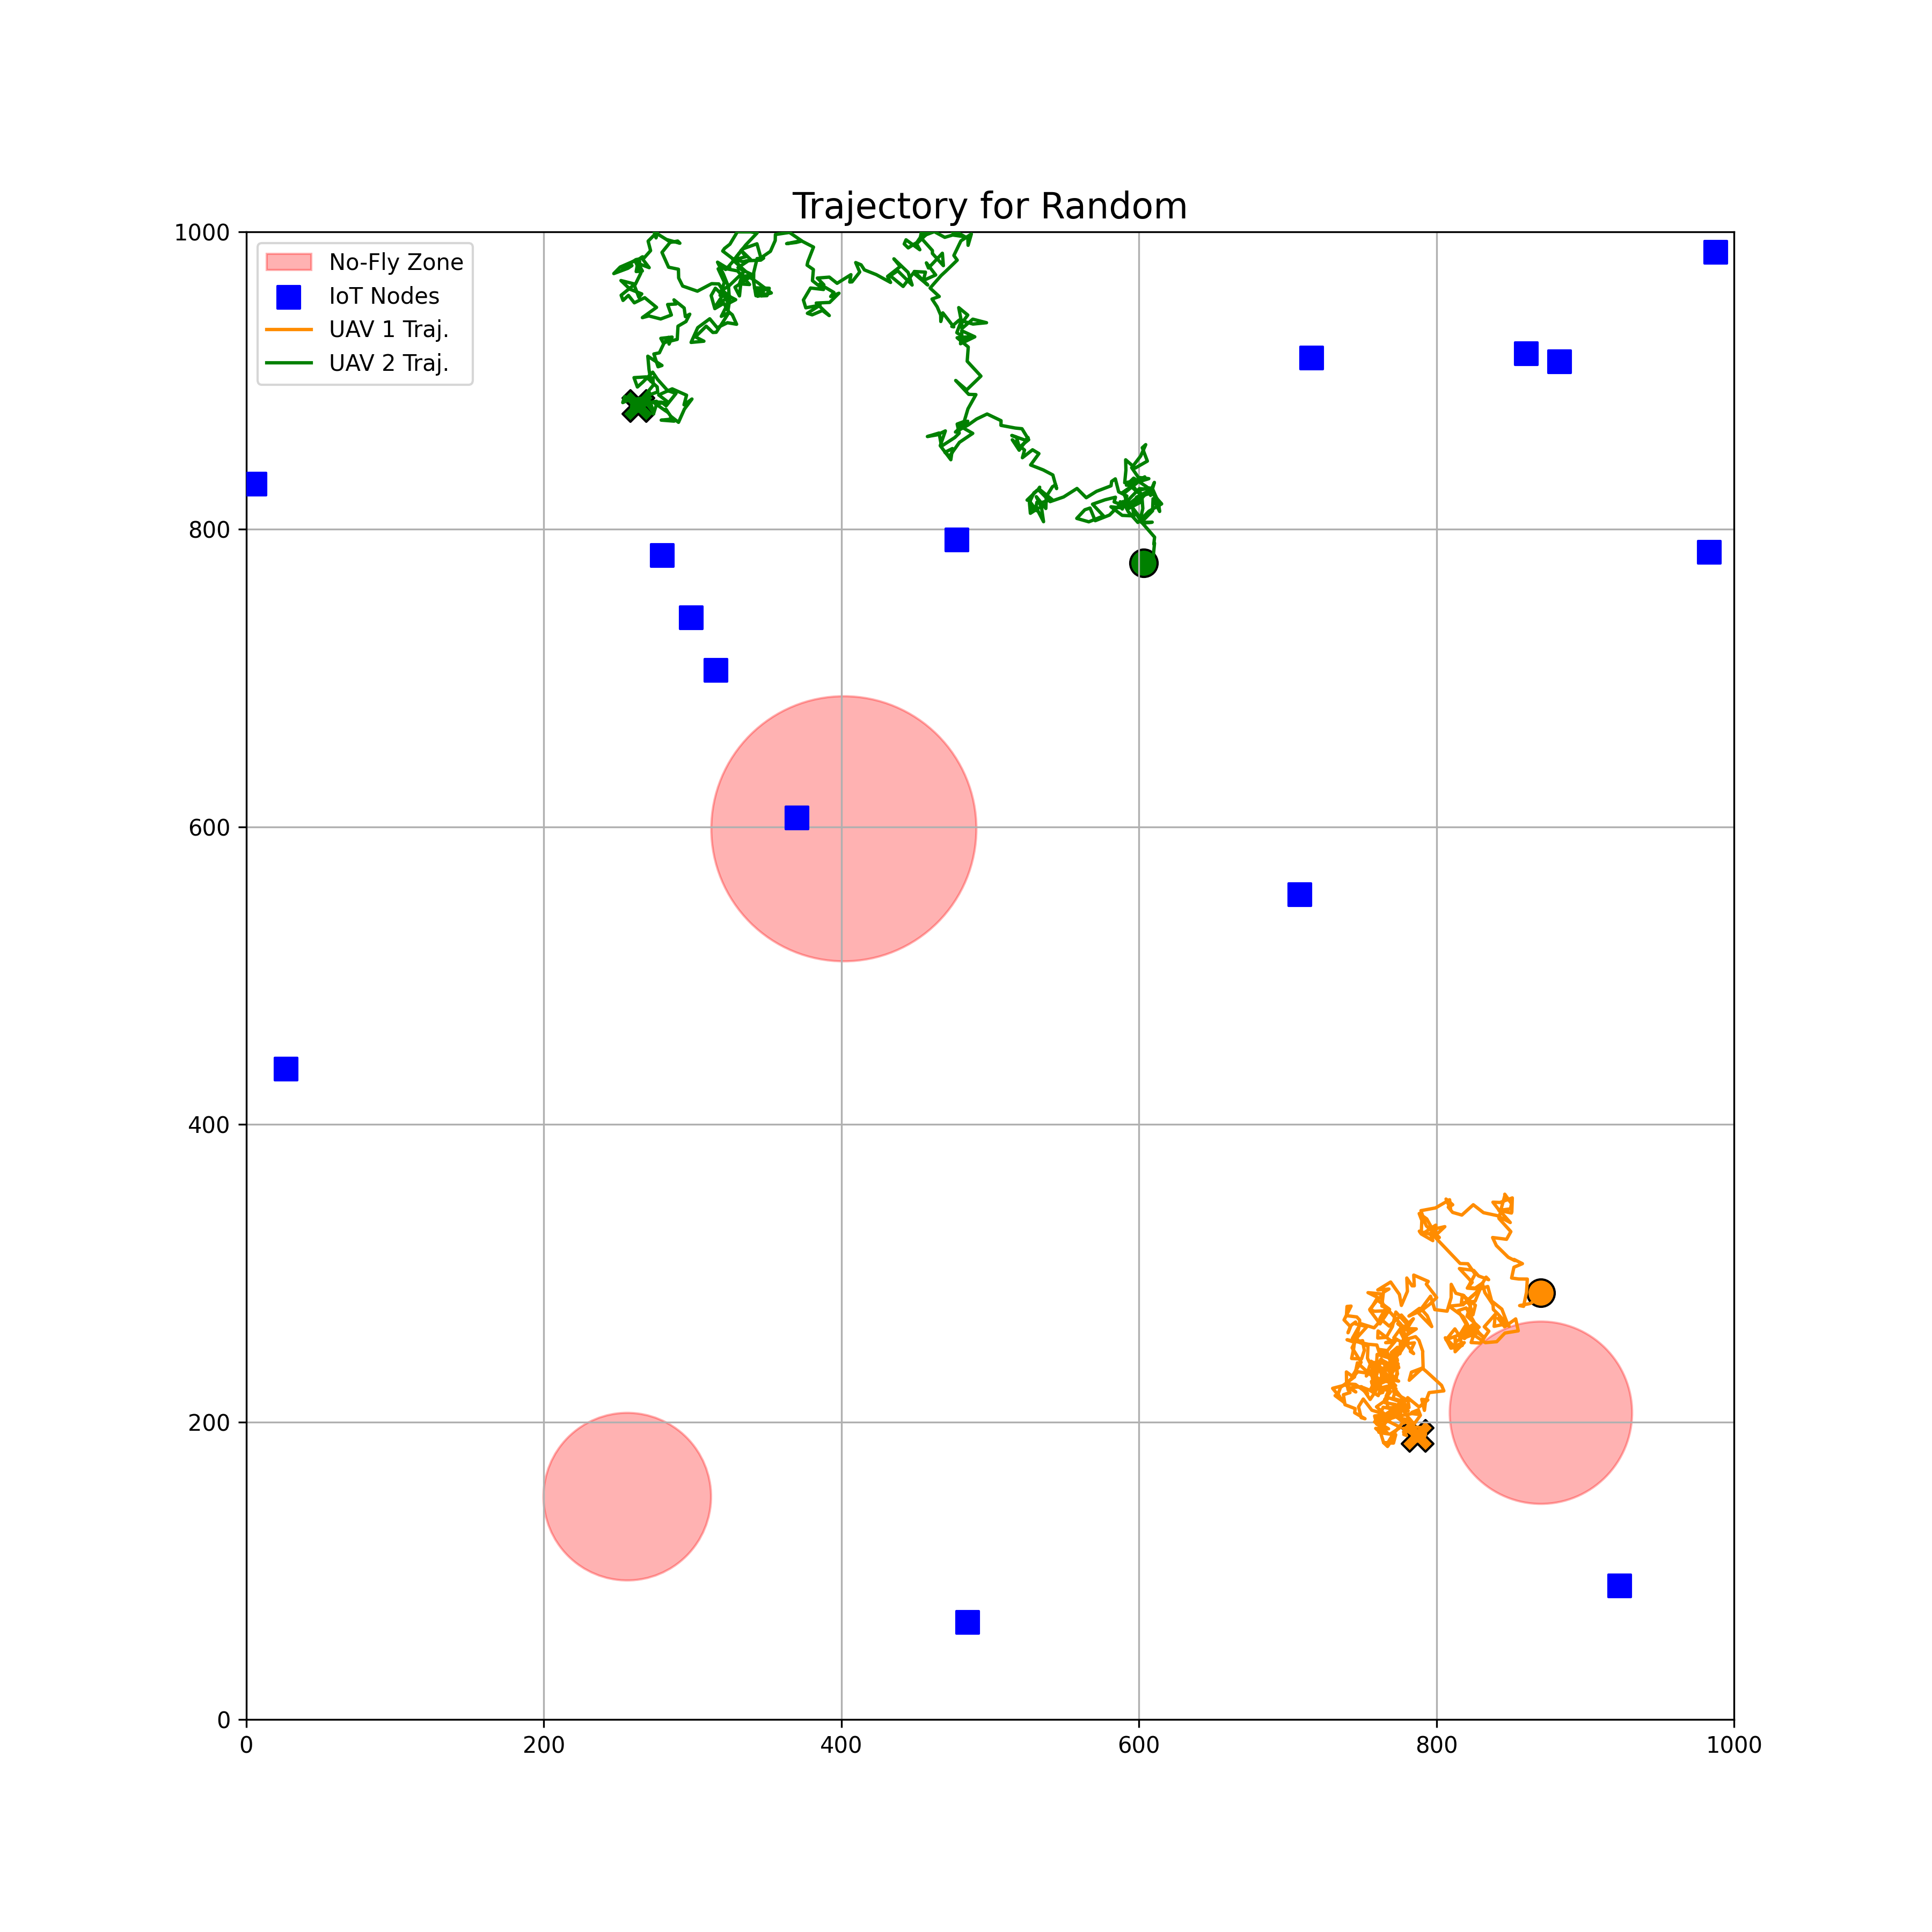 Trajectory for Random
1000
800
600
400
200
0
No-Fly Zone
IoT Nodes
UAV 1 Traj.
UAV 2 Traj.
0 200 400 600 800 1000